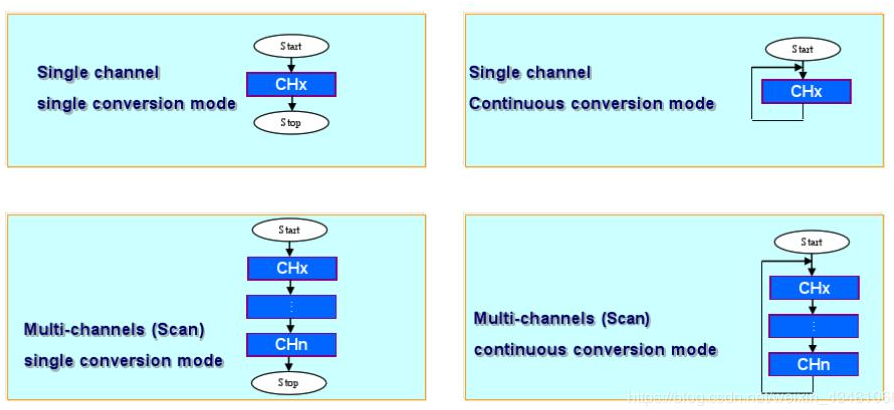 Single channel
single conversion mode
Start
CHx
Stop
Single channel
Continuous conversion mode
Start
CHx
Multi-channels (Scan)
single conversion mode
Start
CHx
⋮
CHn
Stop
Multi-channels (Scan)
continuous conversion mode
Start
CHx
⋮
CHn